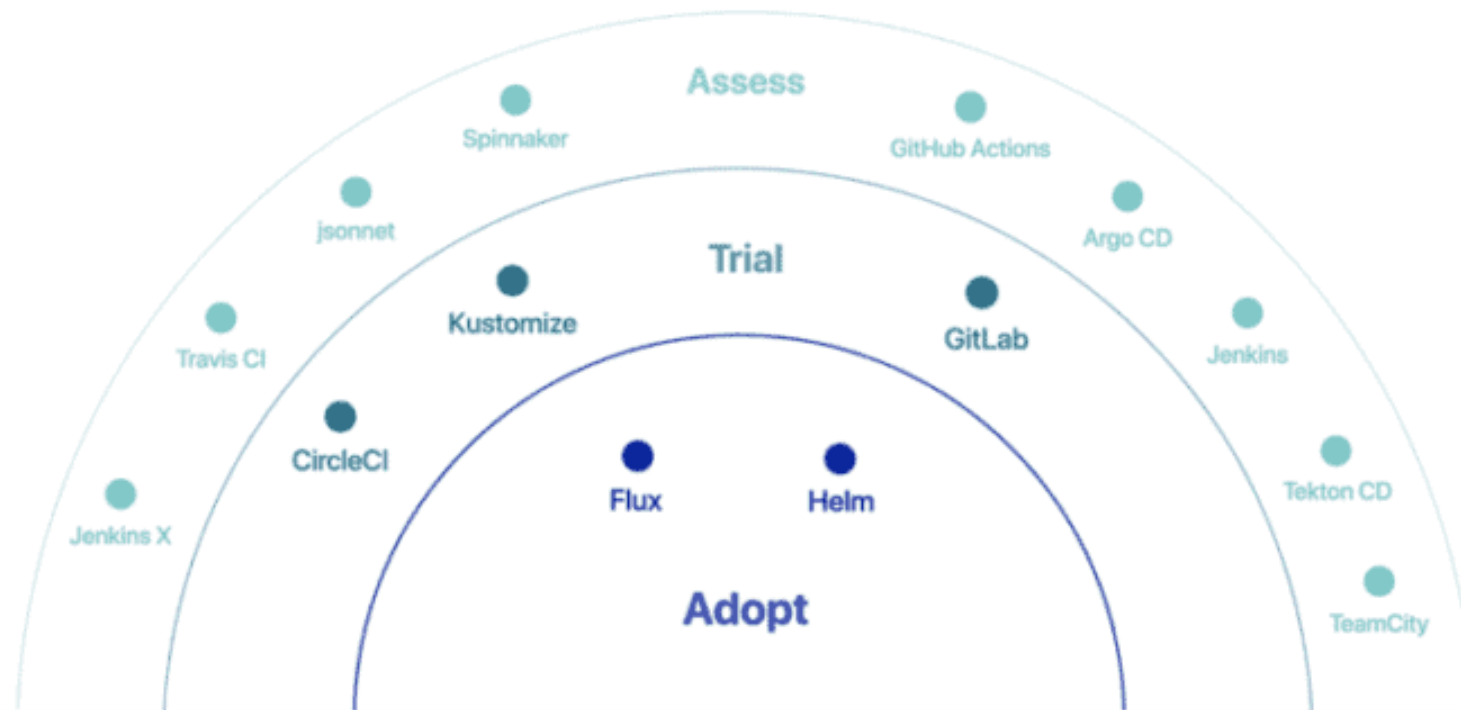 Assess
Spinnaker
GitHub Actions
jsonnet
Argo CD
Trial
Kustomize
GitLab
Travis CI
Jenkins
CircleCI
Flux
Helm
Tekton CD
Jenkins X
Adopt
TeamCity